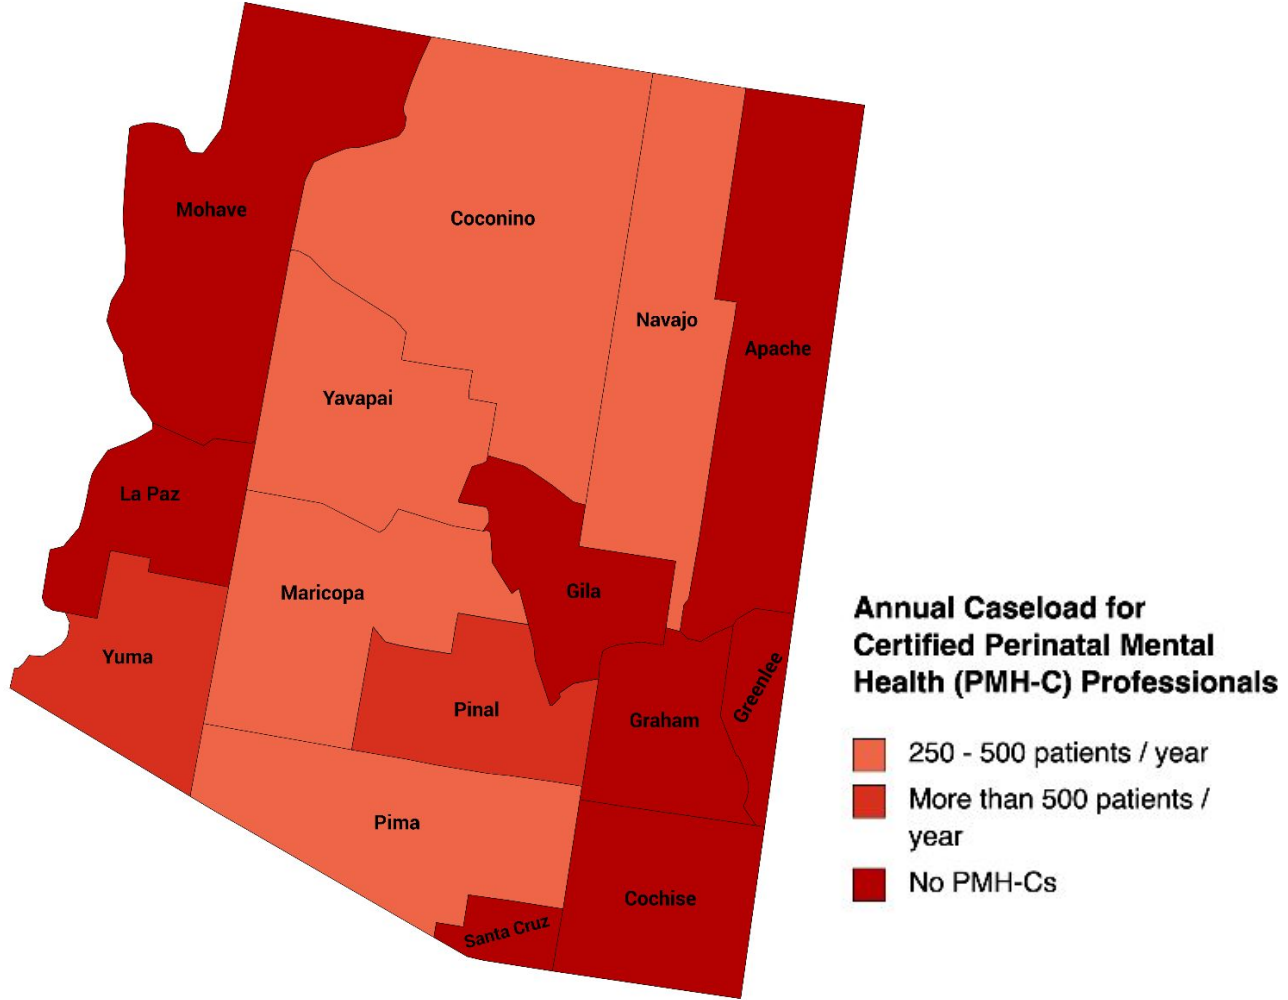 Mohave
Coconino
Navajo
Apache
Yavapai
La Paz
Maricopa
Gila
Yuma
Pinal
Graham
Greenlee
Pima
Cochise
Santa Cruz
Annual Caseload for
Certified Perinatal Mental
Health (PMH-C) Professionals
250 - 500 patients / year
More than 500 patients /
year
No PMH-Cs